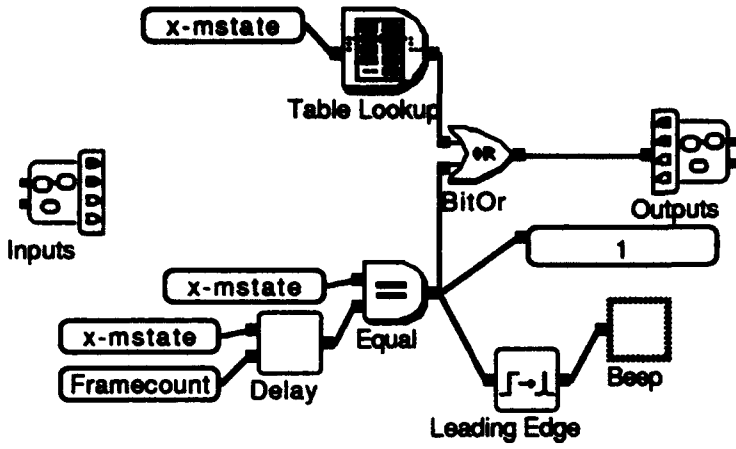 x-mstate
Table Lookup
OR
BitOr
Outputs
Inputs
1
x-mstate
=
Equal
x-mstate
Framecount
Delay
Beep
Leading Edge